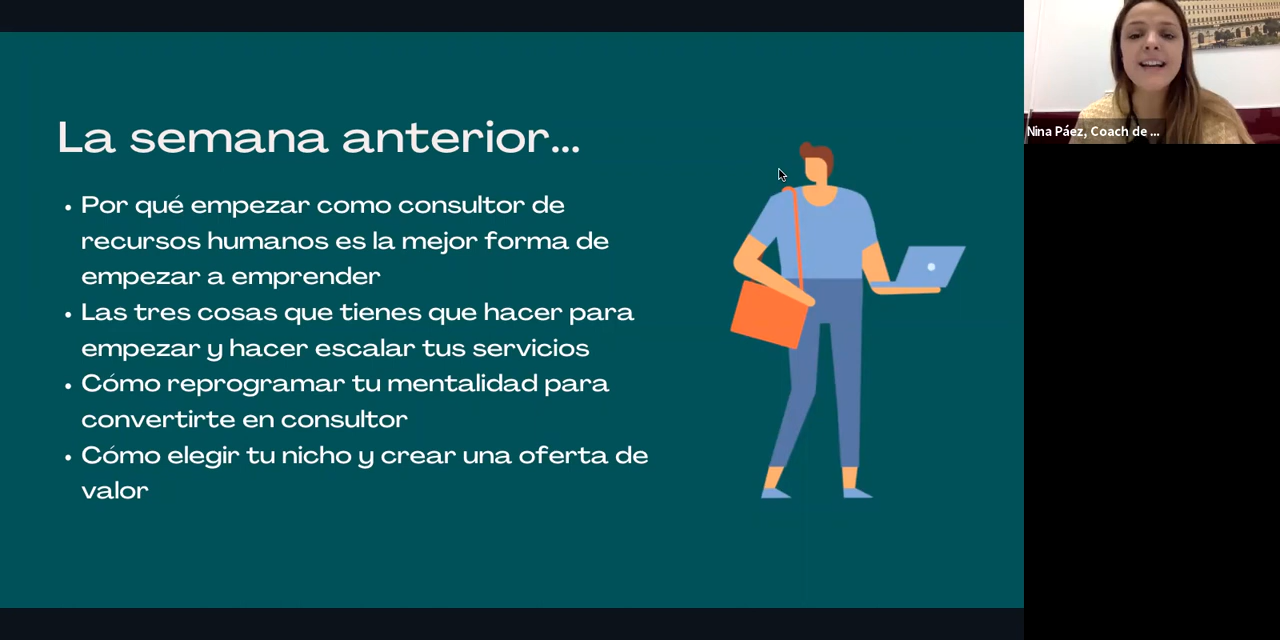 La semana anterior...
• Por qué empezar como consultor de
recursos humanos es la mejor forma de
empezar a emprender
• Las tres cosas que tienes que hacer para
empezar y hacer escalar tus servicios
• Cómo reprogramar tu mentalidad para
convertirte en consultor
• Cómo elegir tu nicho y crear una oferta de
valor
Nina Páez, Coach de ...